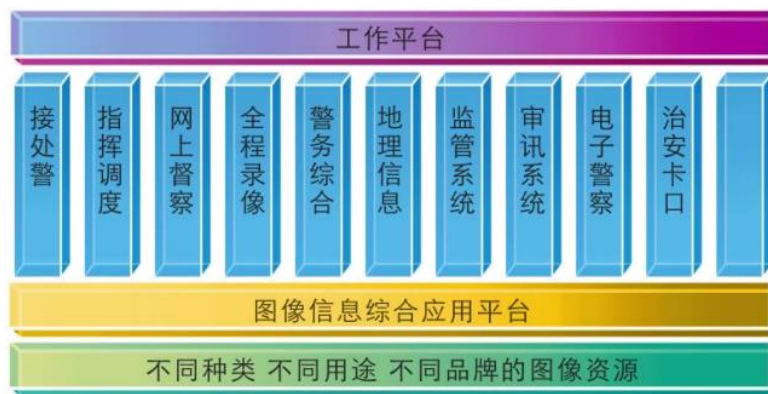 工作平台
接处警
指挥调度
网上督察
全程录像
警务综合
地理信息
监管系统
审讯系统
电子警察
治安卡口
图像信息综合应用平台
不同种类 不同用途 不同品牌的图像资源